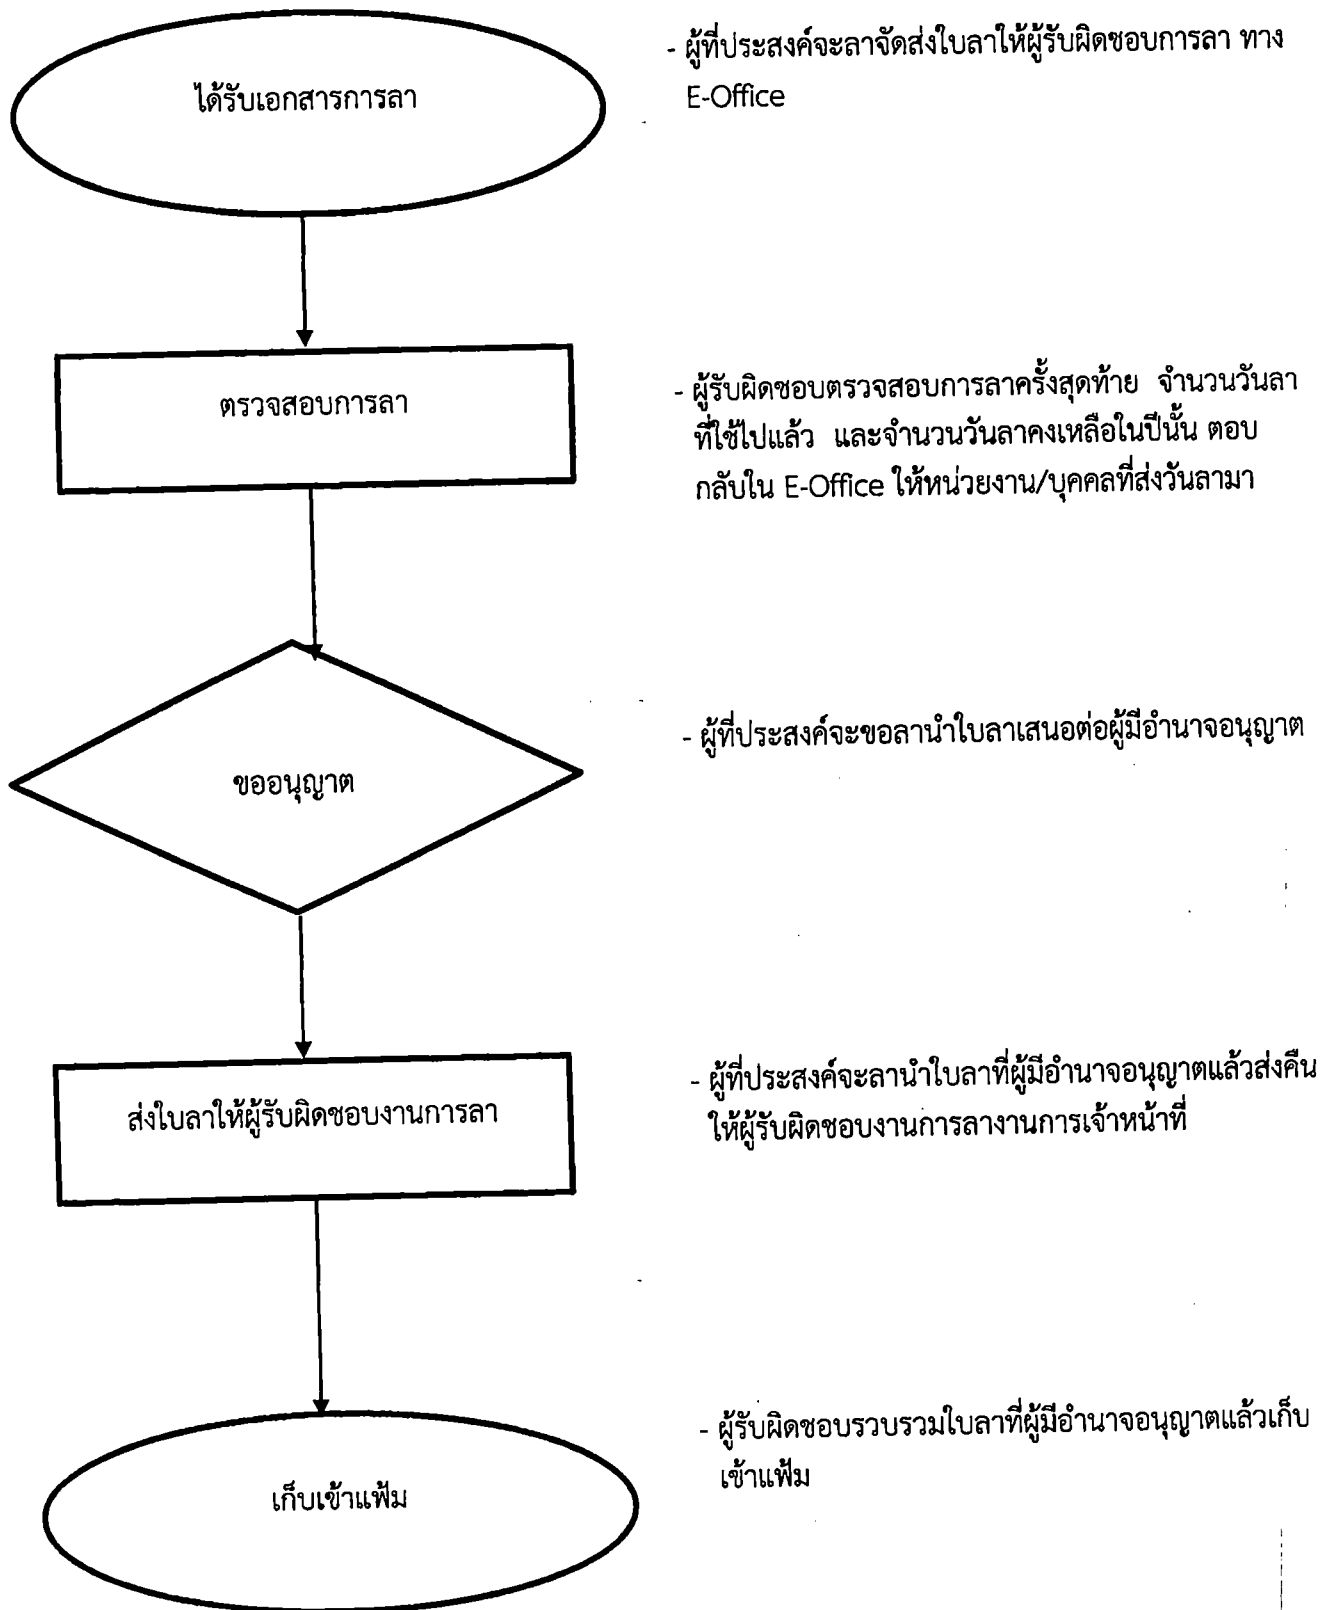 ได้รับเอกสารการลา
- ผู้ที่ประสงค์จะลาจัดส่งใบลาให้ผู้รับผิดชอบการลา ทาง
E-Office
ตรวจสอบการลา
- ผู้รับผิดชอบตรวจสอบการลาครั้งสุดท้าย จำนวนวันลา
ที่ใช้ไปแล้ว และจำนวนวันลาคงเหลือในปีนั้น ตอบ
กลับใน E-Office ให้หน่วยงาน/บุคคลที่ส่งวันลามา
ขออนุญาต
- ผู้ที่ประสงค์จะขอลานำใบลาเสนอต่อผู้มีอำนาจอนุญาต
ส่งใบลาให้ผู้รับผิดชอบงานการลา
- ผู้ที่ประสงค์จะลานำใบลาที่ผู้มีอำนาจอนุญาตแล้วส่งคืน
ให้ผู้รับผิดชอบงานการลางานการเจ้าหน้าที่
เก็บเข้าแฟ้ม
- ผู้รับผิดชอบรวบรวมใบลาที่ผู้มีอำนาจอนุญาตแล้วเก็บ
เข้าแฟ้ม